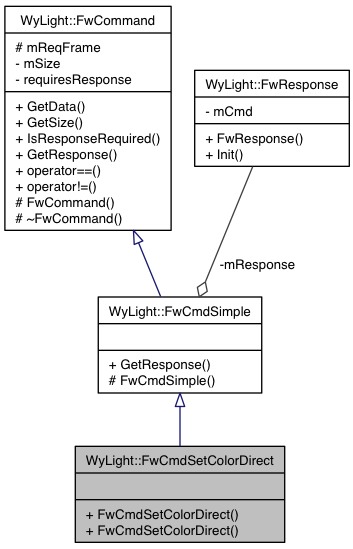 WyLight::FwCommand
# mReqFrame
- mSize
- requiresResponse
+ GetData()
+ GetSize()
+ IsResponseRequired()
+ GetResponse()
+ operator==()
+ operator!=()
# FwCommand()
# ~FwCommand()
WyLight::FwResponse
- mCmd
+ FwResponse()
+ Init()
-mResponse
WyLight::FwCmdSimple
+ GetResponse()
# FwCmdSimple()
WyLight::FwCmdSetColorDirect
+ FwCmdSetColorDirect()
+ FwCmdSetColorDirect()